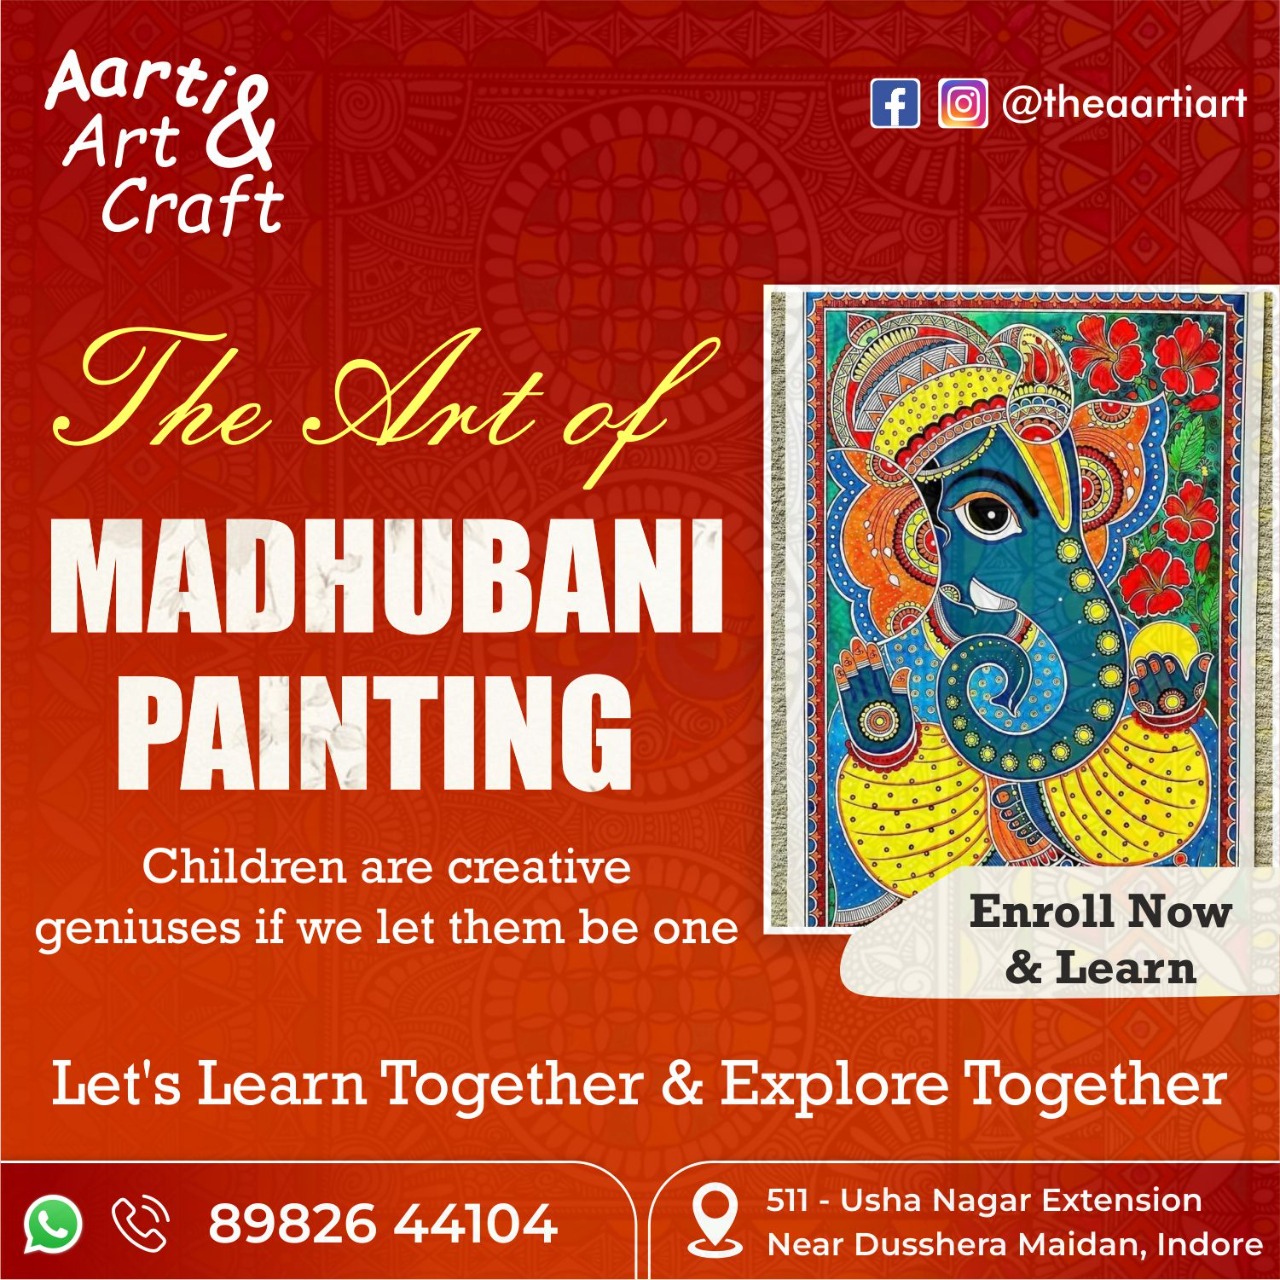 Aarti &
Art
Craft
@theaartiart
The Art of
MADHUBANI
PAINTING
Children are creative
geniuses if we let them be one
Enroll Now
& Learn
Let's Learn Together & Explore Together
89826 44104
511 - Usha Nagar Extension
Near Dusshera Maidan, Indore